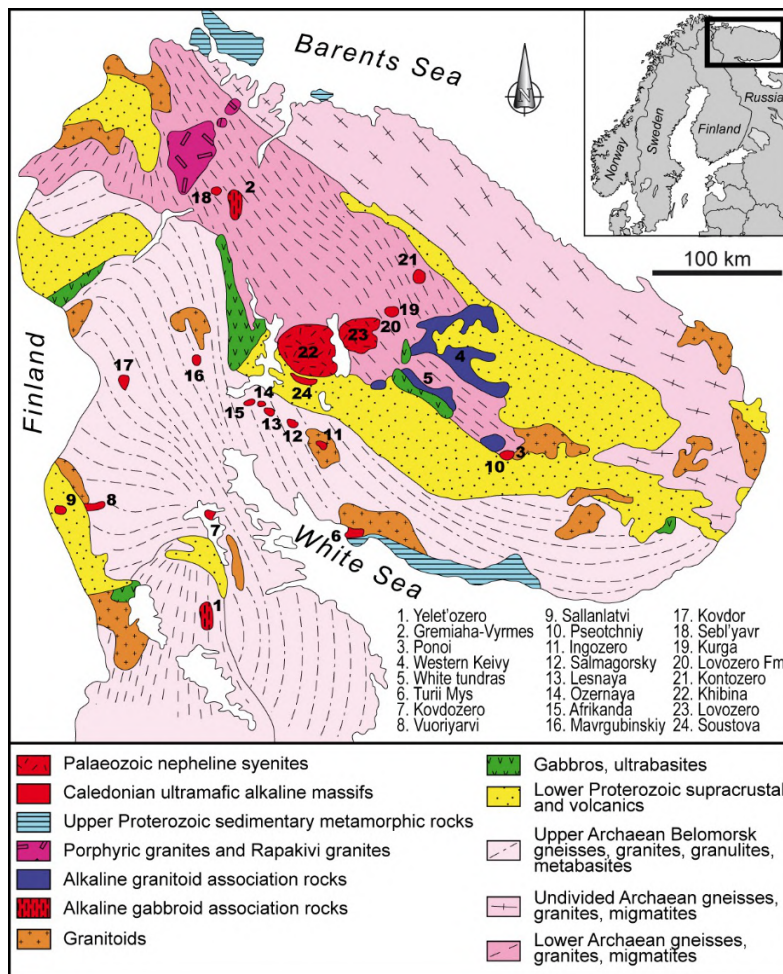 Barents Sea
N
Norway
Sweden
Finland
Russia
100 km
18
2
21
19
20
23
22
4
5
24
17
16
14
15
13
12
11
3
10
Finland
9
8
7
6
White Sea
1
1. Yelet'ozero
2. Gremiaha-Vyrmes
3. Ponoi
4. Western Keivy
5. White tundras
6. Turii Mys
7. Kovdozero
8. Vuoriyarvi
9. Sallanlatvi
10. Pseotchniy
11. Ingozero
12. Salmagorsky
13. Lesnaya
14. Ozernaya
15. Afrikanda
16. Mavrgubinskiy
17. Kovdor
18. Sebl'yavr
19. Kurga
20. Lovozero Fm
21. Kontozero
22. Khibina
23. Lovozero
24. Soustova
Palaeozoic nepheline syenites
Caledonian ultramafic alkaline massifs
Upper Proterozoic sedimentary metamorphic rocks
Porphyric granites and Rapakivi granites
Alkaline granitoid association rocks
Alkaline gabbroid association rocks
Granitoids
Gabbros, ultrabasites
Lower Proterozoic supracrustal
and volcanics
Upper Archaean Belomorsk
gneisses, granites, granulites,
metabasites
Undivided Archaean gneisses,
granites, migmatites
Lower Archaean gneisses,
granites, migmatites